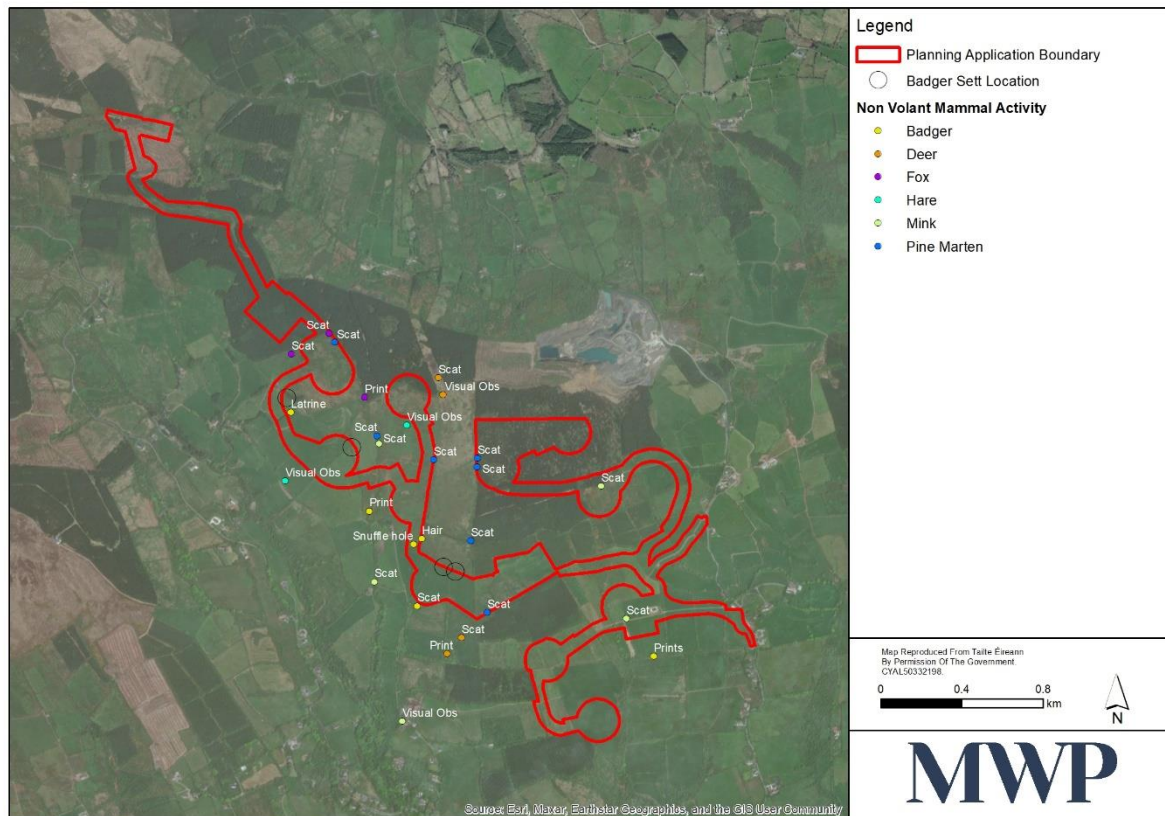 Legend
Planning Application Boundary
Badger Sett Location
Non Volant Mammal Activity
Badger
Deer
Fox
Hare
Mink
Pine Marten
Scat
Scat
Scat
Scat
Print
Visual Obs
Latrine
Visual Obs
Scat
Scat
Scat
Scat
Scat
Visual Obs
Scat
Print
Hair
Snuffle hole
Scat
Scat
Scat
Scat
Scat
Scat
Print
Prints
Visual Obs
Map Reproduced From Tailte Éireann
By Permission Of The Government.
CYAL50332198.
0 0.4 0.8
km
N
MWP
Source: Esri, Maxar, Earthstar Geographics, and the GIS User Community